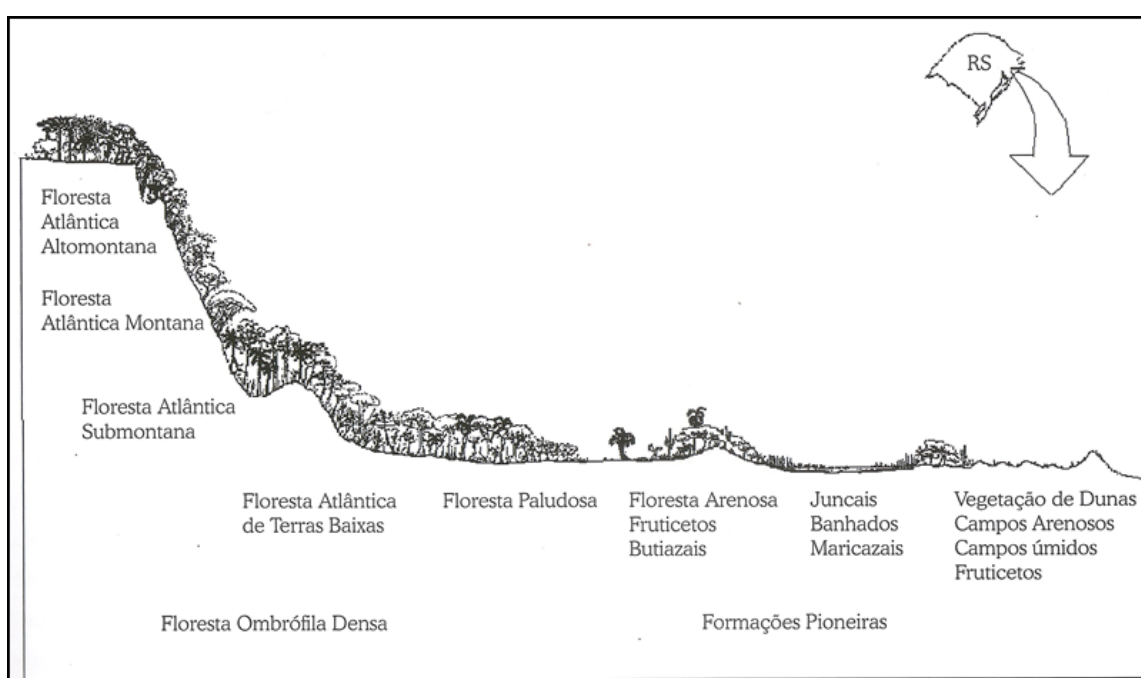 RS
Floresta
Atlântica
Altomontana
Floresta
Atlântica Montana
Floresta Atlântica
Submontana
Floresta Atlântica
de Terras Baixas
Floresta Paludosa
Floresta Arenosa
Fruticetos
Butiazais
Juncais
Banhados
Maricazais
Vegetação de Dunas
Campos Arenosos
Campos úmidos
Fruticetos
Floresta Ombrófila Densa
Formações Pioneiras